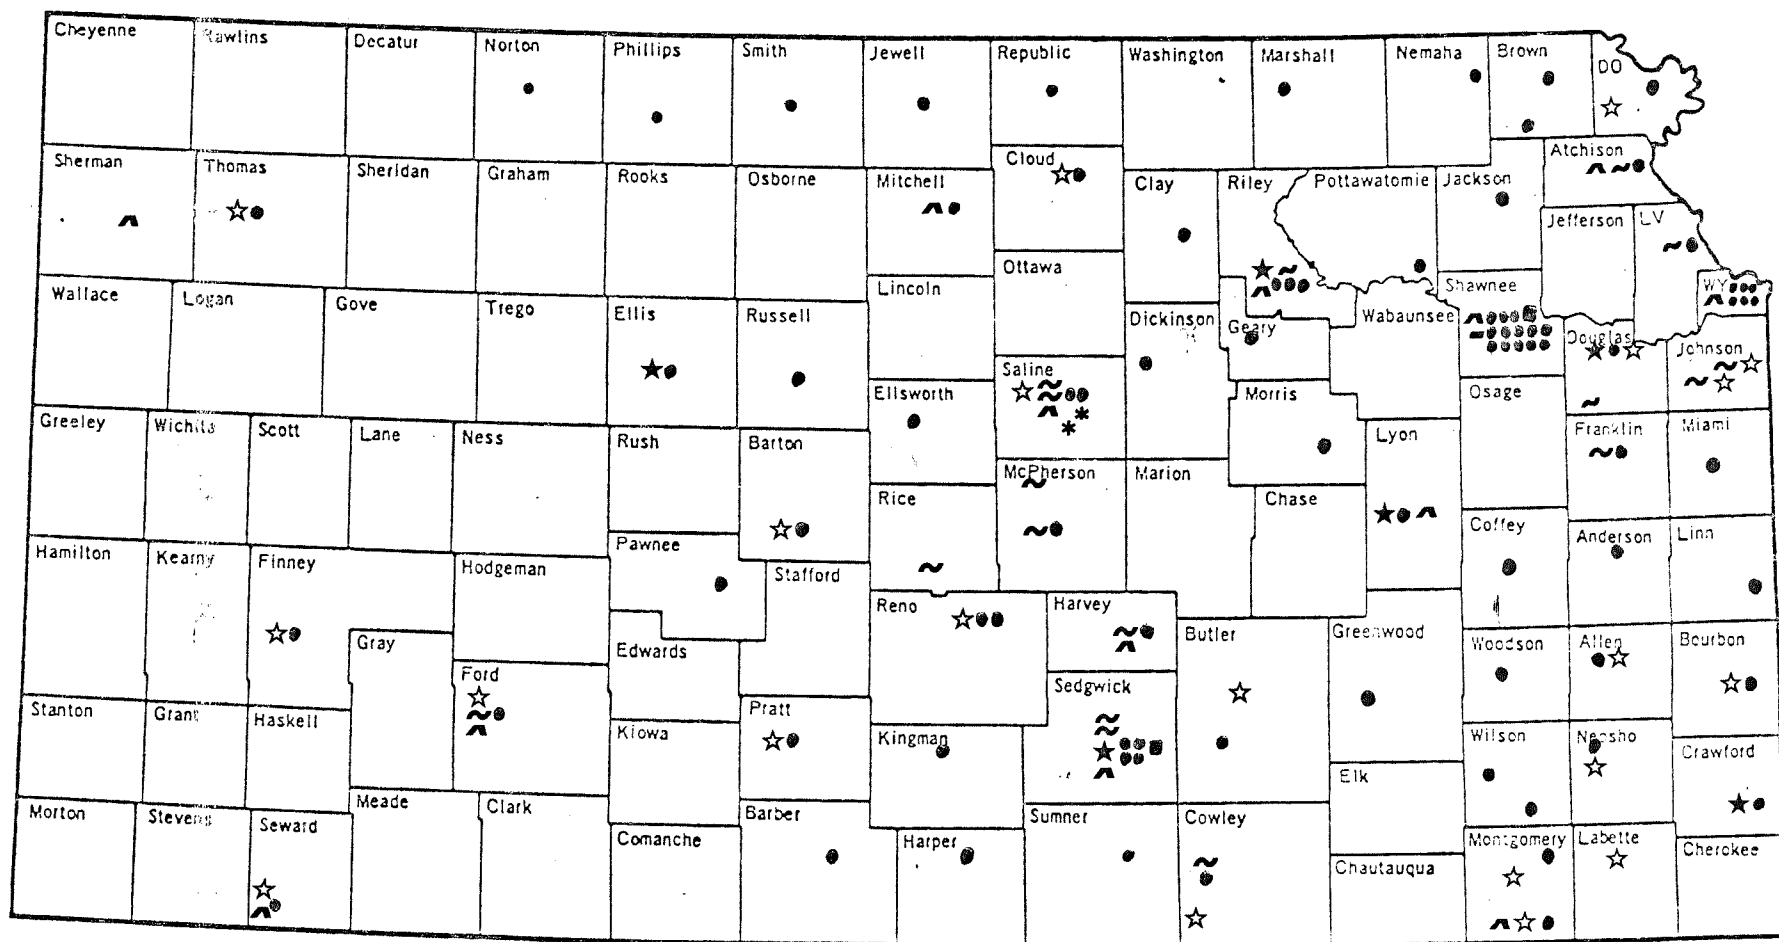 Cheyenne
Rawlins
Decatur
Norton
Phillips
Smith
Jewell
Republic
Washington
Marshall
Nemaha
Brown
DO
Sherman
Thomas
Sheridan
Graham
Rooks
Osborne
Mitchell
Cloud
Clay
Riley
Pottawatomie
Jackson
Atchison
Jefferson
LV
Wallace
Logan
Gove
Trego
Ellis
Russell
Lincoln
Ottawa
Dickinson
Geary
Wabaunsee
Shawnee
Douglas
WY
Johnson
Greeley
Wichita
Scott
Lane
Ness
Rush
Barton
Ellsworth
Saline
Morris
Lyon
Osage
Franklin
Miami
Hamilton
Kearny
Finney
Hodgeman
Pawnee
Stafford
Rice
McPherson
Marion
Chase
Coffey
Anderson
Linn
Gray
Ford
Edwards
Reno
Harvey
Butler
Greenwood
Woodson
Allen
Bourbon
Stanton
Grant
Haskell
Kiowa
Pratt
Kingman
Sedgwick
Elk
Wilson
Neosho
Crawford
Morton
Stevens
Seward
Meade
Clark
Comanche
Barber
Harper
Sumner
Cowley
Chautauqua
Montgomery
Labette
Cherokee